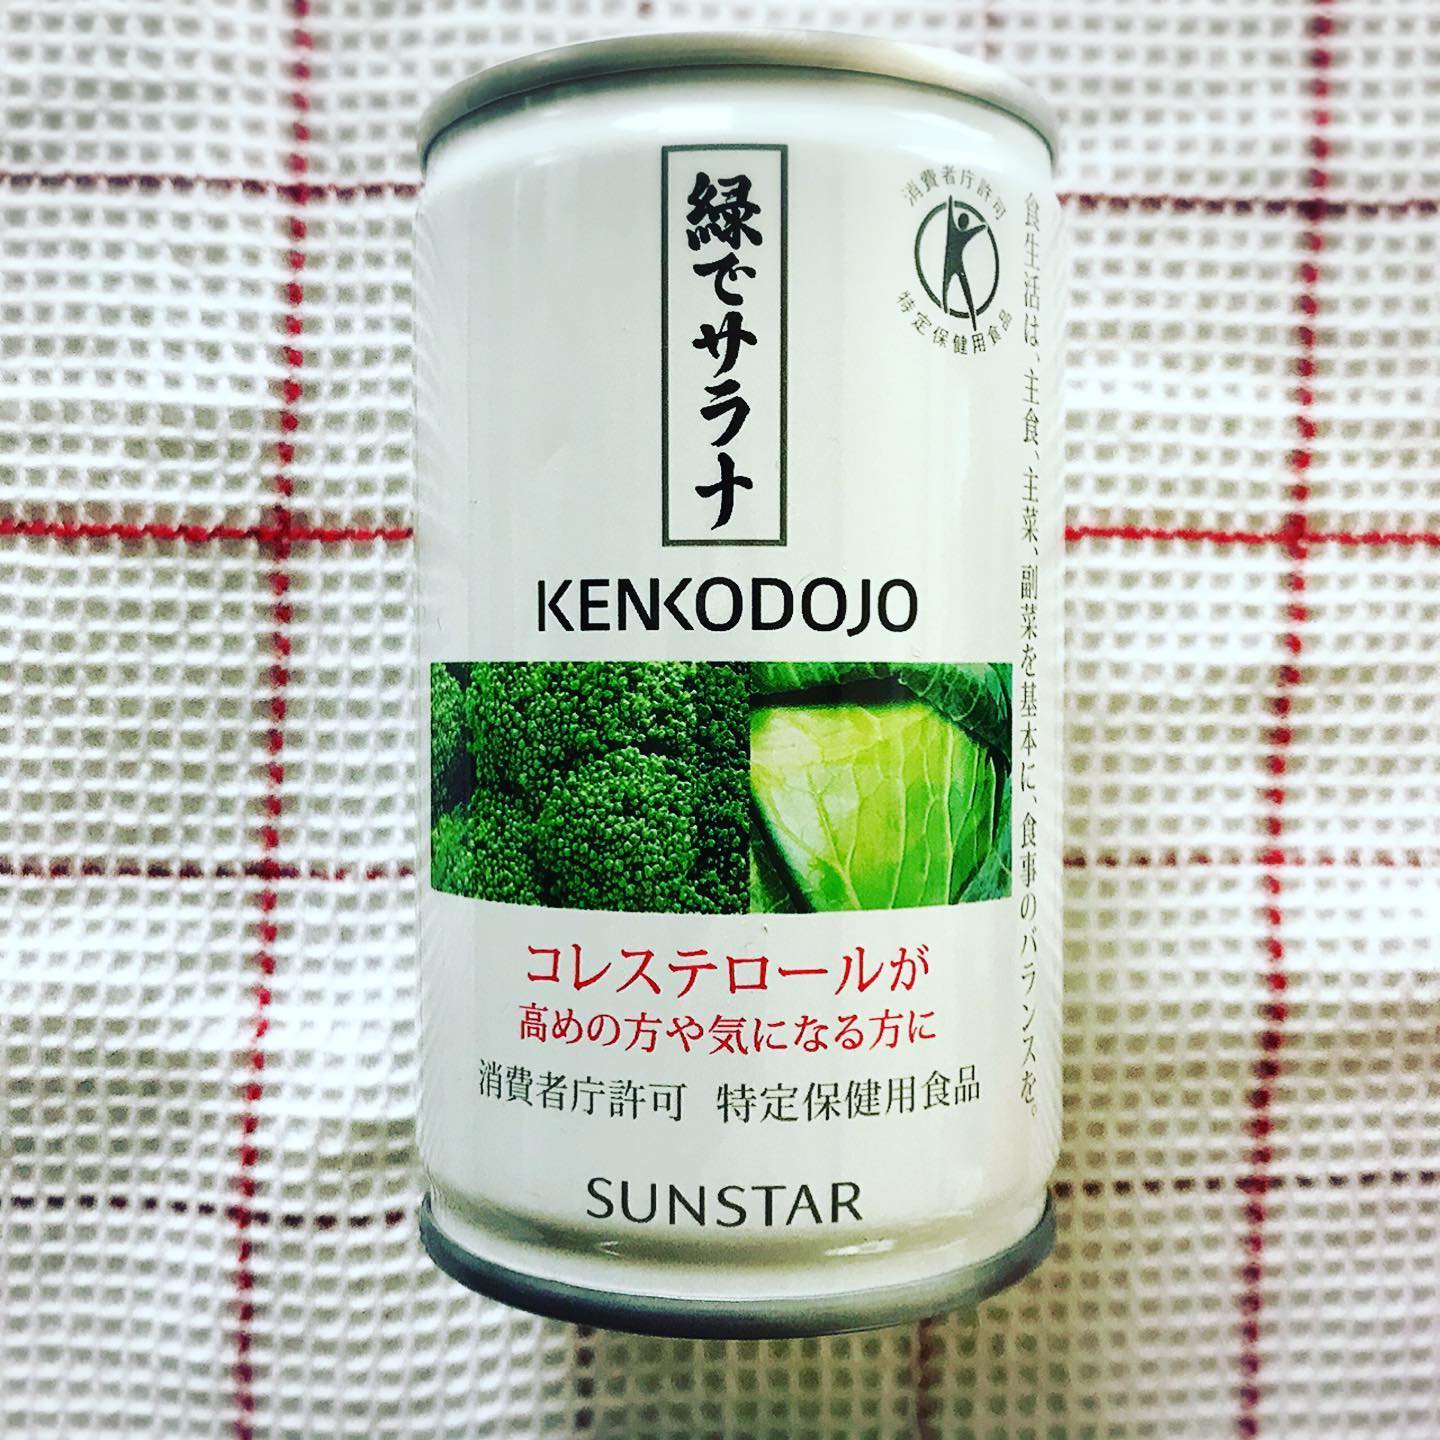 緑でサラナ
消費者庁許可
特定保健用食品
食生活は、主食、主菜、副菜を基本に、食事のバランスを。
KENKODOJO
コレステロールが
高めの方や気になる方に
消費者庁許可 特定保健用食品
SUNSTAR